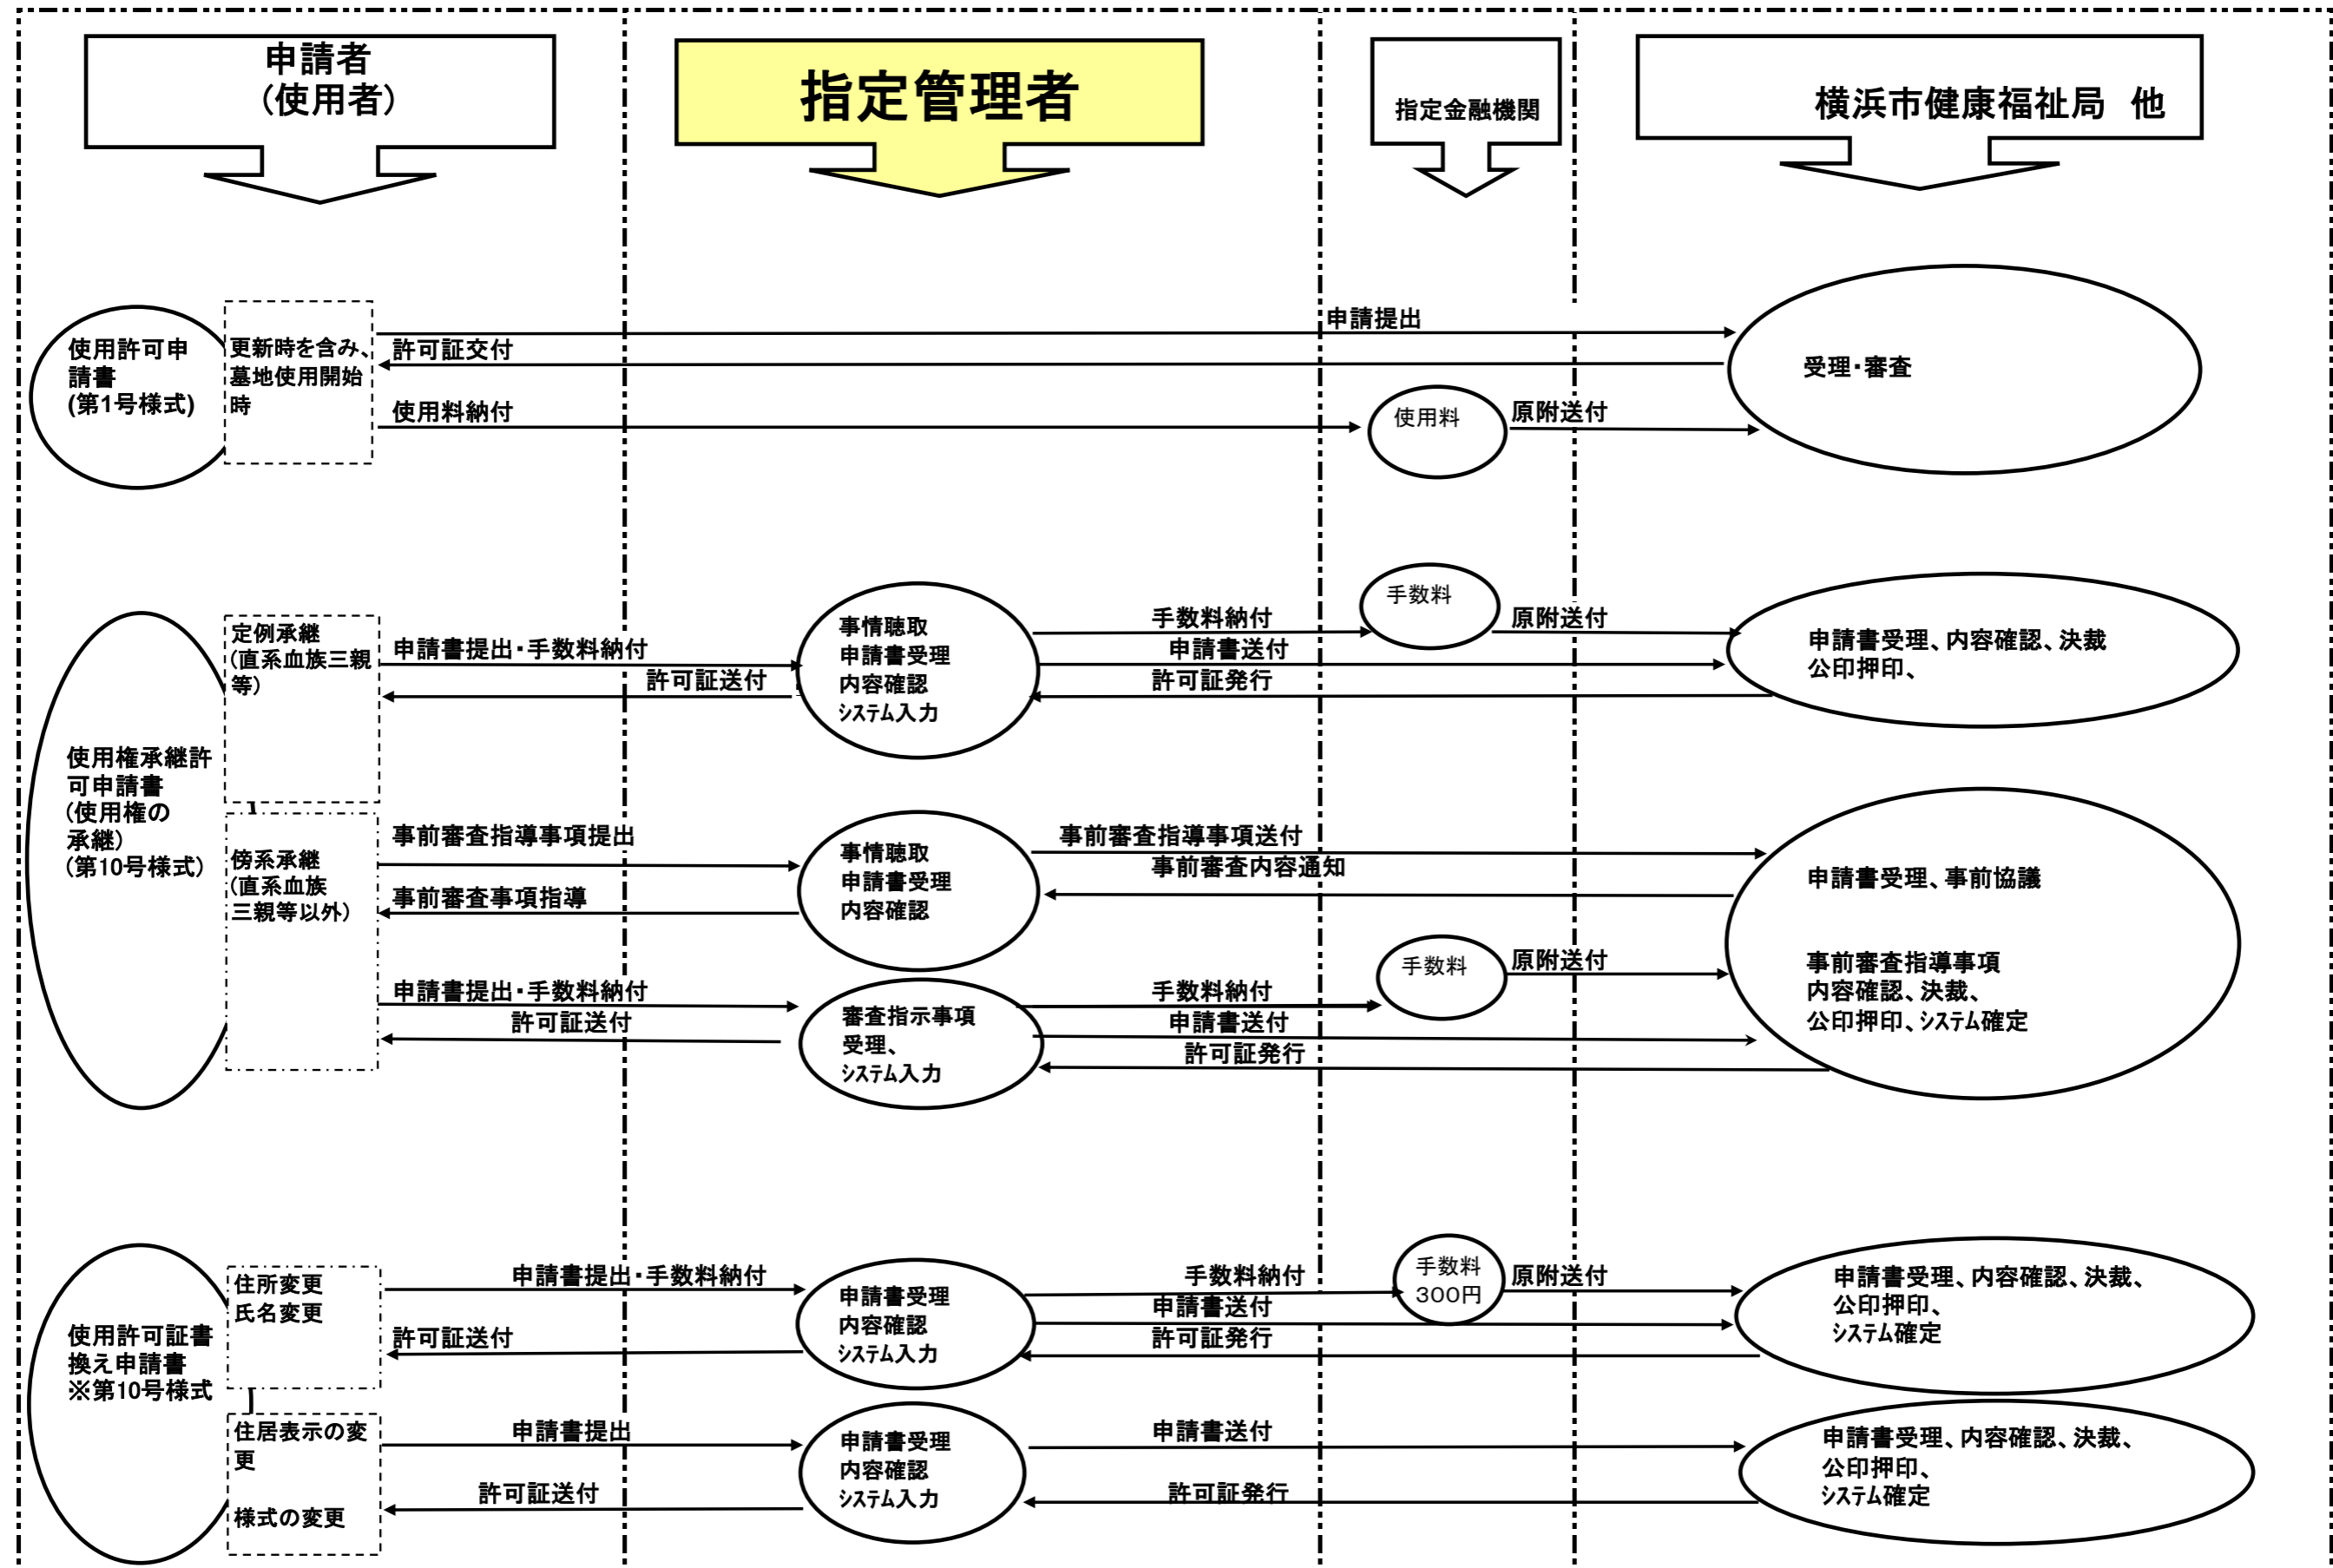 申請者
(使用者)
指定管理者
指定金融機関
横浜市健康福祉局　他
使用許可申
請書
(第1号様式)
更新時を含み、
墓地使用開始
時
申請提出
許可証交付
使用料納付
使用料
原附送付
受理・審査
使用権承継許
可申請書
(使用権の
承継)
(第10号様式)
定例承継
(直系血族三親
等)
申請書提出・手数料納付
許可証送付
事情聴取
申請書受理
内容確認
ｼｽﾃﾑ入力
手数料納付
申請書送付
許可証発行
手数料
原附送付
申請書受理、内容確認、決裁
公印押印、
傍系承継
(直系血族
三親等以外)
事前審査指導事項提出
事前審査事項指導
事情聴取
申請書受理
内容確認
事前審査指導事項送付
事前審査内容通知
申請書受理、事前協議
事前審査指導事項
内容確認、決裁、
公印押印、ｼｽﾃﾑ確定
申請書提出・手数料納付
許可証送付
審査指示事項
受理、
ｼｽﾃﾑ入力
手数料納付
申請書送付
許可証発行
手数料
原附送付
使用許可証書
換え申請書
※第10号様式
住所変更
氏名変更
申請書提出・手数料納付
許可証送付
申請書受理
内容確認
ｼｽﾃﾑ入力
手数料納付
申請書送付
許可証発行
手数料
300円
原附送付
申請書受理、内容確認、決裁、
公印押印、
ｼｽﾃﾑ確定
住居表示の変
更
様式の変更
申請書提出
許可証送付
申請書受理
内容確認
ｼｽﾃﾑ入力
申請書送付
許可証発行
申請書受理、内容確認、決裁、
公印押印、
ｼｽﾃﾑ確定